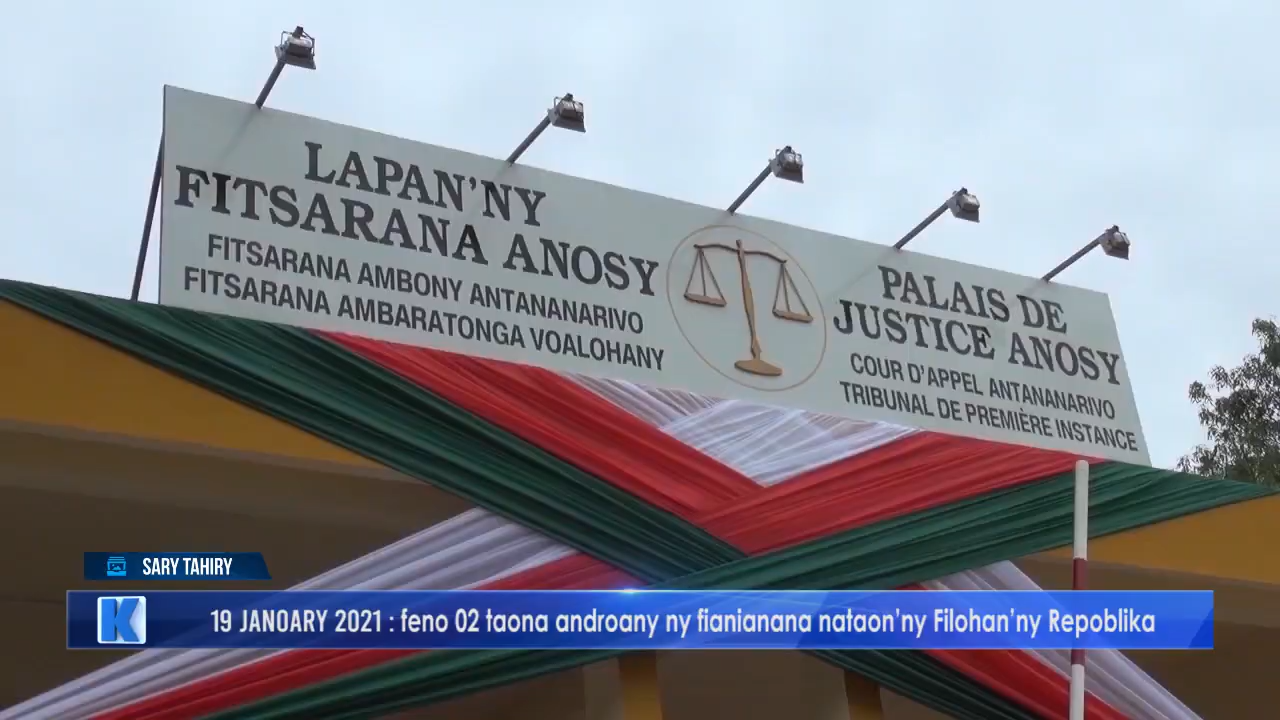 LAPAN'NY
FITSARANA ANOSY
FITSARANA AMBONY ANTANANARIVO
FITSARANA AMBARATONGA VOALOHANY
PALAIS DE
JUSTICE ANOSY
COUR D'APPEL ANTANANARIVO
TRIBUNAL DE PREMIÈRE INSTANCE
SARY TAHIRY
K
19 JANOARY 2021 : feno 02 taona androany ny fianianana nataon'ny Filohan'ny Repoblika